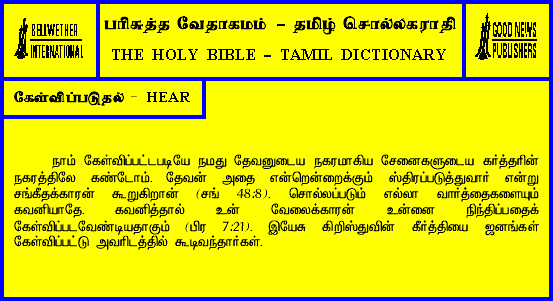 BELLWETHER
INTERNATIONAL
பரிசுத்த வேதாகமம் – தமிழ் சொல்லகராதி
THE HOLY BIBLE – TAMIL DICTIONARY
GOOD NEWS
PUBLISHERS
கேள்விப்படுதல் – HEAR
நாம் கேள்விப்பட்டபடியே நமது தேவனுடைய நகரமாகிய சேனைகளுடைய கர்த்தரின்
நகரத்திலே கண்டோம். தேவன் அதை என்றென்றைக்கும் ஸ்திரப்படுத்துவார் என்று
சங்கீதக்காரன் கூறுகிறான் (சங் 48:8). சொல்லப்படும் எல்லா வார்த்தைகளையும்
கவனியாதே. கவனித்தால் உன் வேலைக்காரன் உன்னை நிந்திப்பதைக்
கேள்விப்படவேண்டியதாகும் (பிர 7:21). இயேசு கிறிஸ்துவின் கீர்த்தியை ஜனங்கள்
கேள்விப்பட்டு அவரிடத்தில் கூடிவந்தார்கள்.